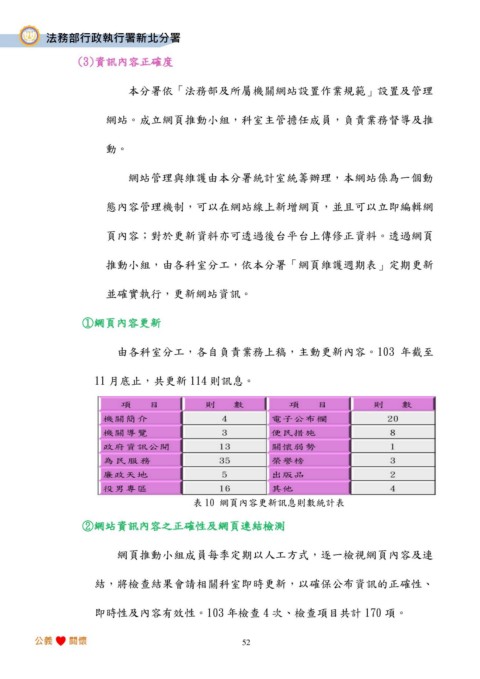 法務部行政執行署新北分署
(3)資訊內容正確度
本分署依「法務部及所屬機關網站設置作業規範」設置及管理
網站。成立網頁推動小組，科室主管擔任成員，負責業務督導及推
動。
網站管理與維護由本分署統計室統籌辦理，本網站係為一個動
態內容管理機制，可以在網站線上新增網頁，並且可以立即編輯網
頁內容；對於更新資料亦可透過後台平台上傳修正資料。透過網頁
推動小組，由各科室分工，依本分署「網頁維護週期表」定期更新
並確實執行，更新網站資訊。
①網頁內容更新
由各科室分工，各自負責業務上稿，主動更新內容。103 年截至
11 月底止，共更新 114 則訊息。
項 目 則 數 項 目 則 數
機關簡介 4 電子公布欄 20
機關導覽 3 便民措施 8
政府資訊公開 13 關懷弱勢 1
為民服務 35 榮譽榜 3
廉政天地 5 出版品 2
役男專區 16 其他 4
表 10 網頁內容更新訊息則數統計表
②網站資訊內容之正確性及網頁連結檢測
網頁推動小組成員每季定期以人工方式，逐一檢視網頁內容及連
結，將檢查結果會請相關科室即時更新，以確保公布資訊的正確性、
即時性及內容有效性。103 年檢查 4 次、檢查項目共計 170 項。
公義 關懷
52